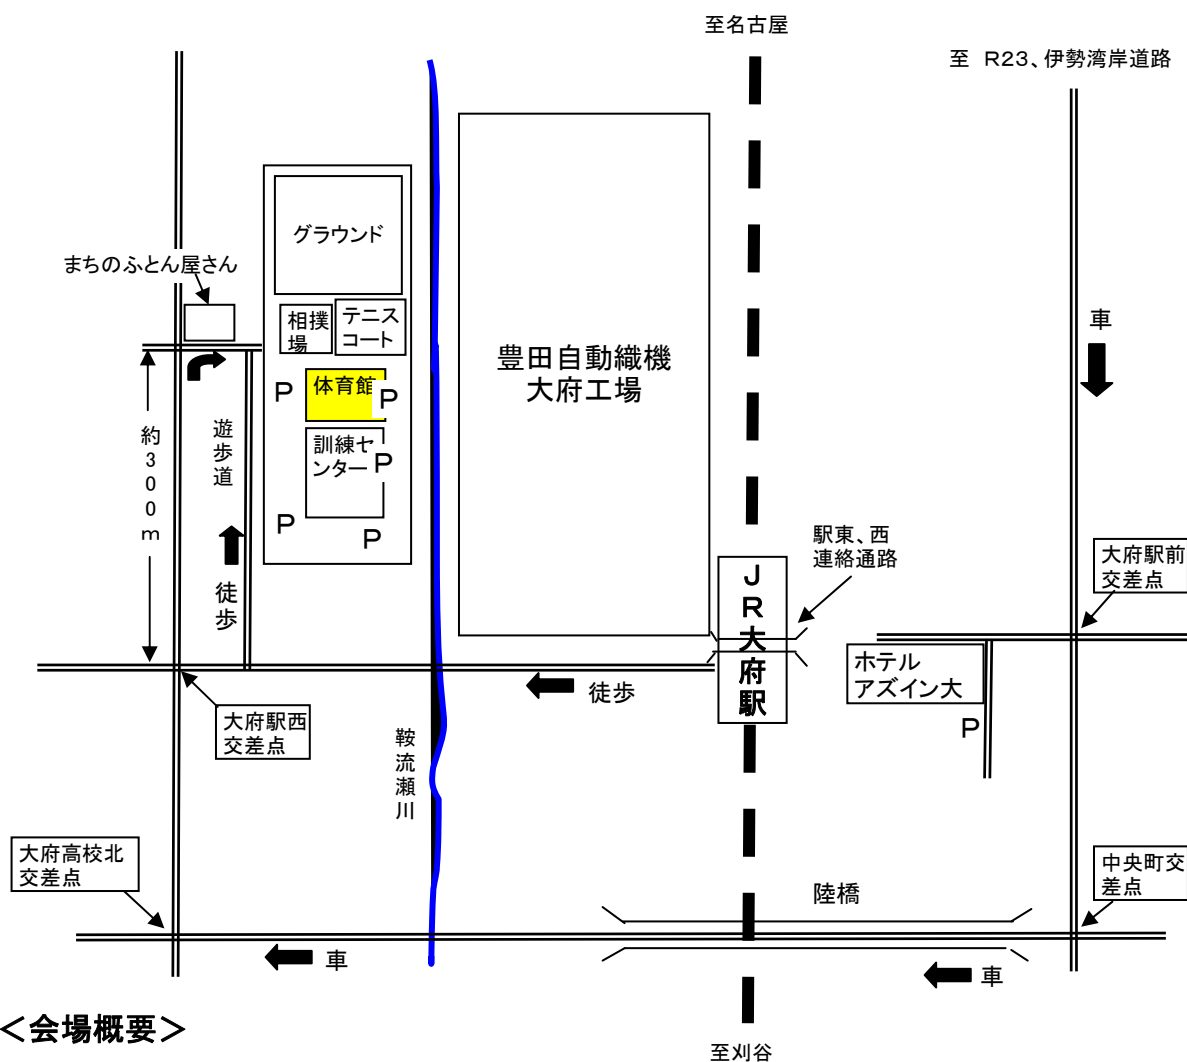 至名古屋
至 R23、伊勢湾岸道路
グラウンド
まちのふとん屋さん
相撲
場
テニス
コート
車
豊田自動織機
大府工場
体育館
P
P
約300m
遊歩道
訓練セ
ンター
P
P
P
駅東、西
連絡通路
大府駅前
交差点
JR大府駅
徒歩
ホテル
アズイン大
徒歩
大府駅西
交差点
P
鞍流瀬川
大府高校北
交差点
中央町交
差点
陸橋
車
車
<会場概要>
至刈谷